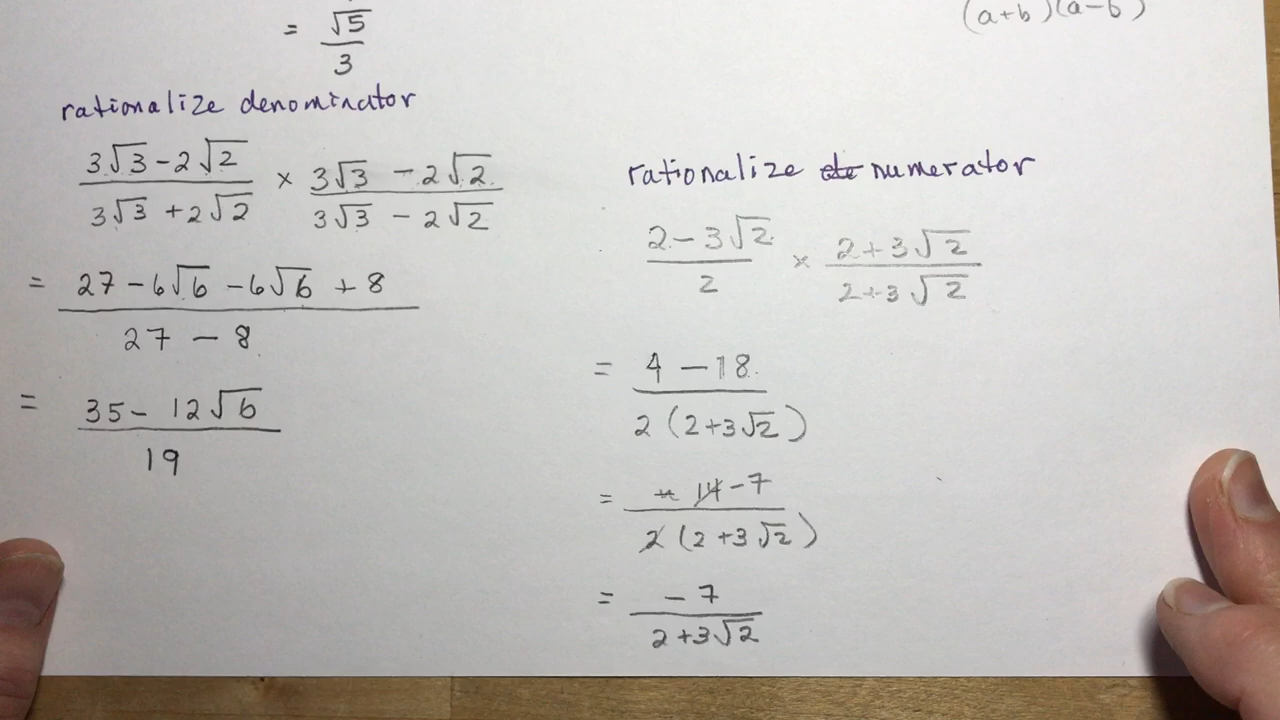 = √5/3
(a+b)(a-b)
rationalize denominator
(3√3 - 2√2)/(3√3 + 2√2) × (3√3 - 2√2)/(3√3 - 2√2)
= (27 - 6√6 - 6√6 + 8)/(27 - 8)
= (35 - 12√6)/19
rationalize numerator
(2 - 3√2)/2 × (2 + 3√2)/(2 + 3√2)
= (4 - 18)/(2(2 + 3√2))
= (- 14 - 7)/(2(2 + 3√2))
= -7/(2 + 3√2)